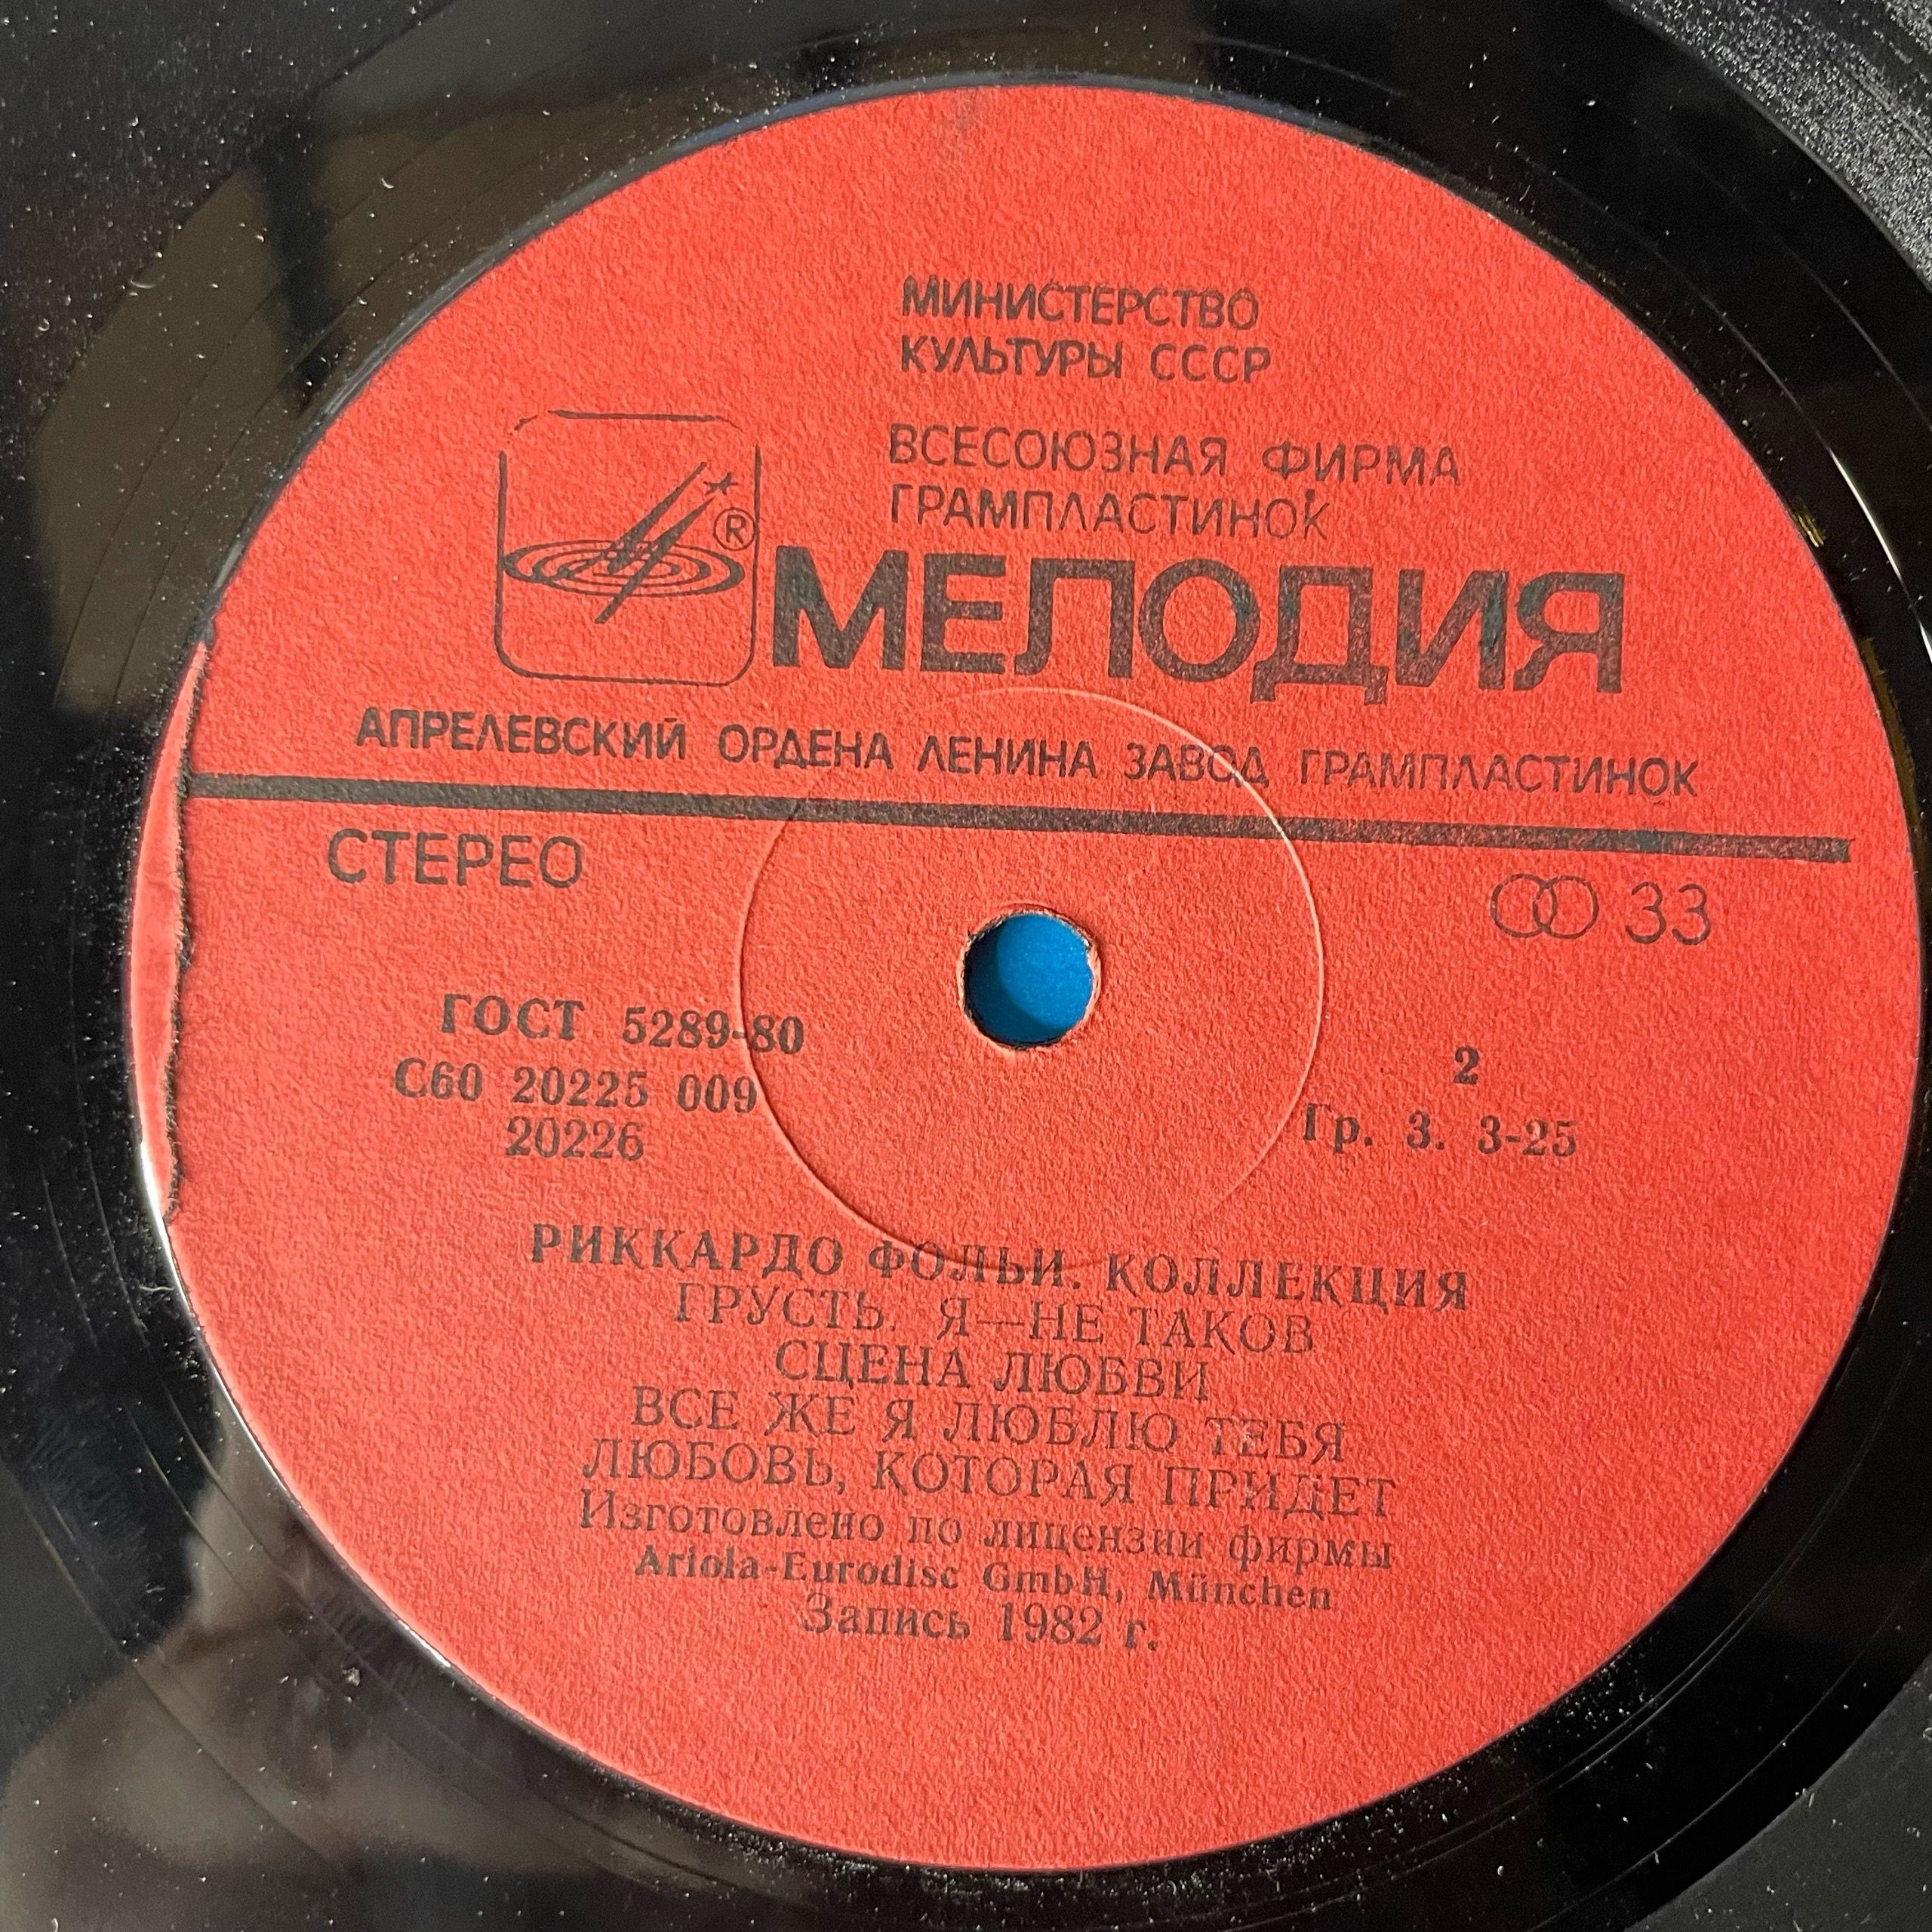 МИНИСТЕРСТВО
КУЛЬТУРЫ СССР
ВСЕСОЮЗНАЯ ФИРМА
ГРАМПЛАСТИНОК
®
МЕЛОДИЯ
АПРЕЛЕВСКИЙ ОРДЕНА ЛЕНИНА ЗАВОД ГРАМПЛАСТИНОК
СТЕРЕО
33
ГОСТ 5289-80
С60 20225 009
20226
2
Гр. 3. 3-25
РИККАРДО ФОЛЬИ. КОЛЛЕКЦИЯ
ГРУСТЬ. Я—НЕ ТАКОВ
СЦЕНА ЛЮБВИ
ВСЕ ЖЕ Я ЛЮБЛЮ ТЕБЯ
ЛЮБОВЬ, КОТОРАЯ ПРИДЕТ
Изготовлено по лицензии фирмы
Ariola-Eurodisc GmbH, München
Запись 1982 г.